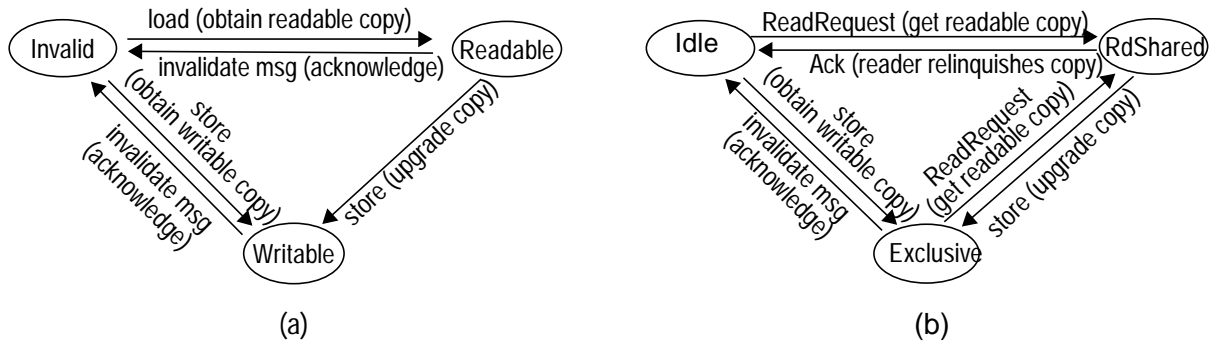 load (obtain readable copy)
Invalid
Readable
invalidate msg (acknowledge)
store
(obtain writable copy)
invalidate msg
(acknowledge)
store (upgrade copy)
Writable
(a)
ReadRequest (get readable copy)
Idle
RdShared
Ack (reader relinquishes copy)
store
(obtain writable copy)
invalidate msg
(acknowledge)
ReadRequest
(get readable copy)
store (upgrade copy)
Exclusive
(b)